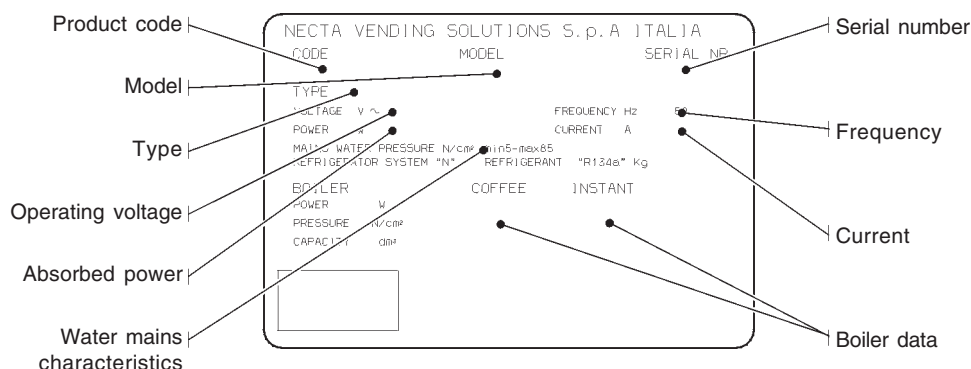 Product code
Model
Type
Operating voltage
Absorbed power
Water mains
characteristics
NECTA VENDING SOLUTIONS S.p.A ITALIA
CODE MODEL SERIAL NR
TYPE
VOLTAGE V ~ FREQUENCY Hz 50
POWER W CURRENT A
MAINS WATER PRESSURE N/cm² min5-max85
REFRIGERATOR SYSTEM "N" REFRIGERANT "R134a" Kg
BOILER COFFEE INSTANT
POWER W
PRESSURE N/cm²
CAPACITY dm³
Serial number
Frequency
Current
Boiler data